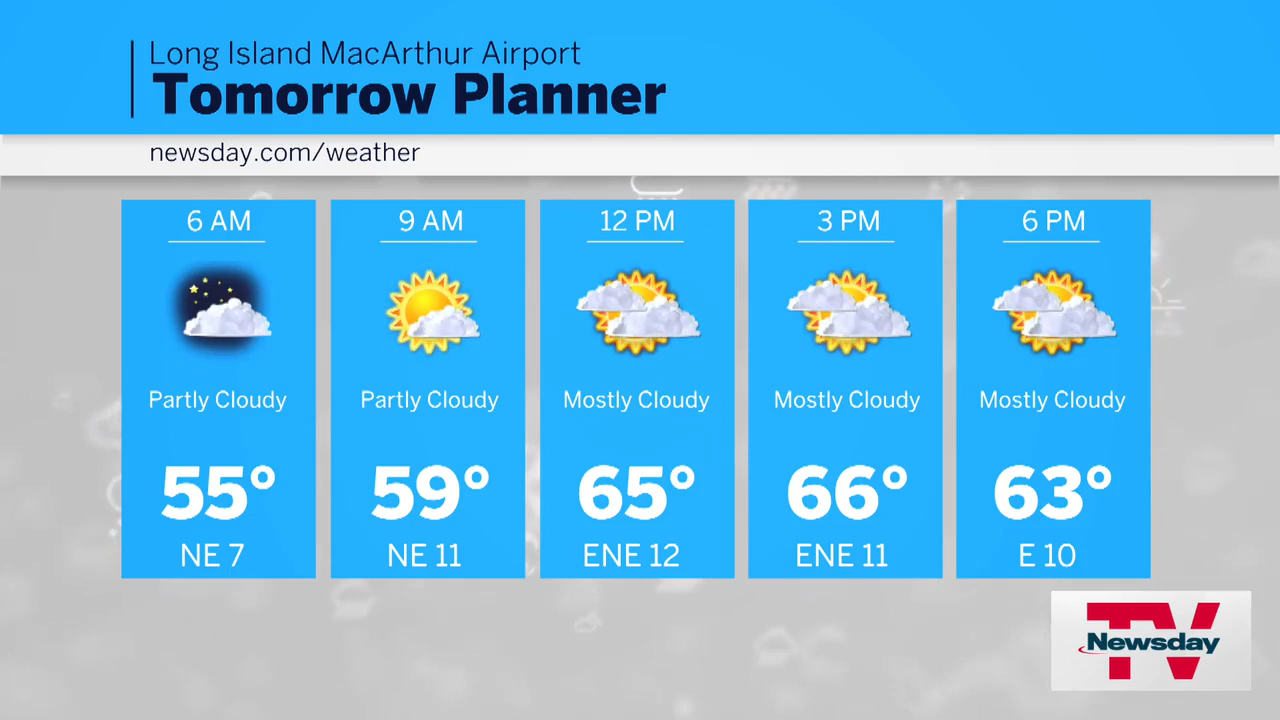 Long Island MacArthur Airport
Tomorrow Planner
newsday.com/weather
6 AM
Partly Cloudy
55°
NE 7
9 AM
Partly Cloudy
59°
NE 11
12 PM
Mostly Cloudy
65°
ENE 12
3 PM
Mostly Cloudy
66°
ENE 11
6 PM
Mostly Cloudy
63°
E 10
TV
Newsday